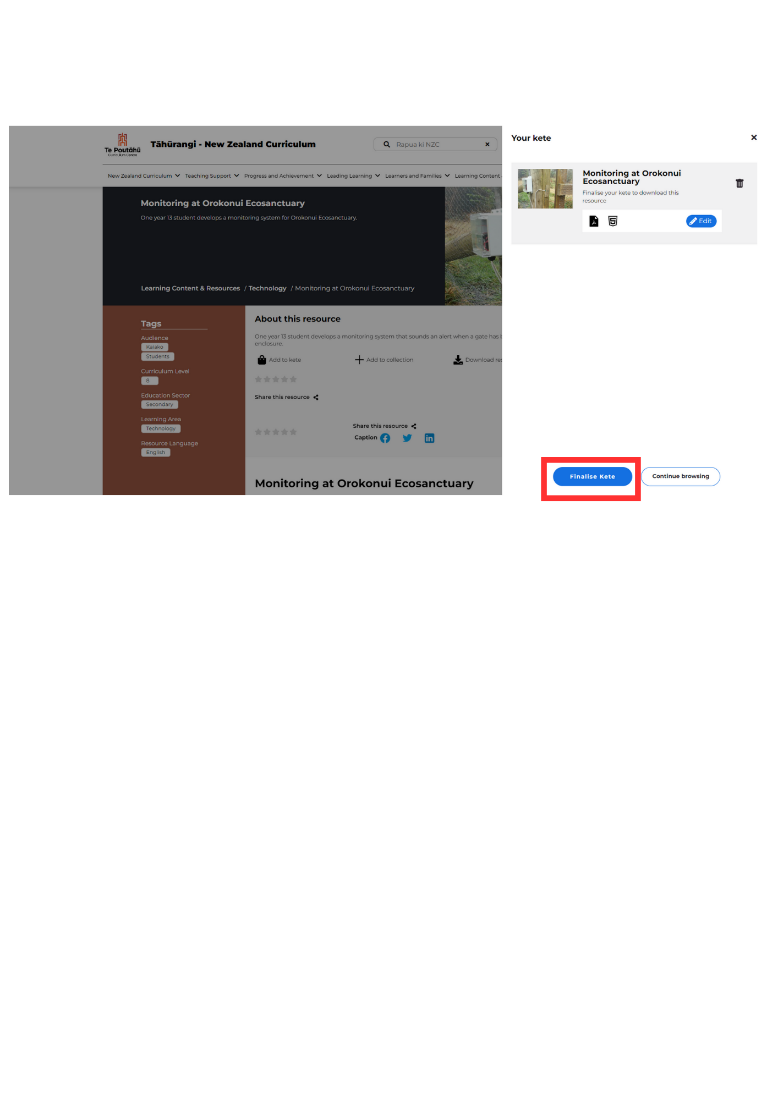 Te Poutāhū
Tāhūrangi - New Zealand Curriculum
Rapua ki NZC
New Zealand Curriculum
Teaching Support
Progress and Achievement
Leading Learning
Learners and Families
Learning Content
Monitoring at Orokonui Ecosanctuary
One year 13 student develops a monitoring system for Orokonui Ecosanctuary.
Learning Content & Resources / Technology / Monitoring at Orokonui Ecosanctuary
Tags
Audience
Kaiako
Students
Curriculum Level
8
Education Sector
Secondary
Learning Area
Technology
Resource Language
English
About this resource
One year 13 student develops a monitoring system that sounds an alert when a gate has
enclosure.
Add to kete
Add to collection
Download re
Share this resource
Share this resource
Caption
Monitoring at Orokonui Ecosanctuary
Your kete
Monitoring at Orokonui
Ecosanctuary
Finalise your kete to download this
resource
Edit
Finalise Kete
Continue browsing